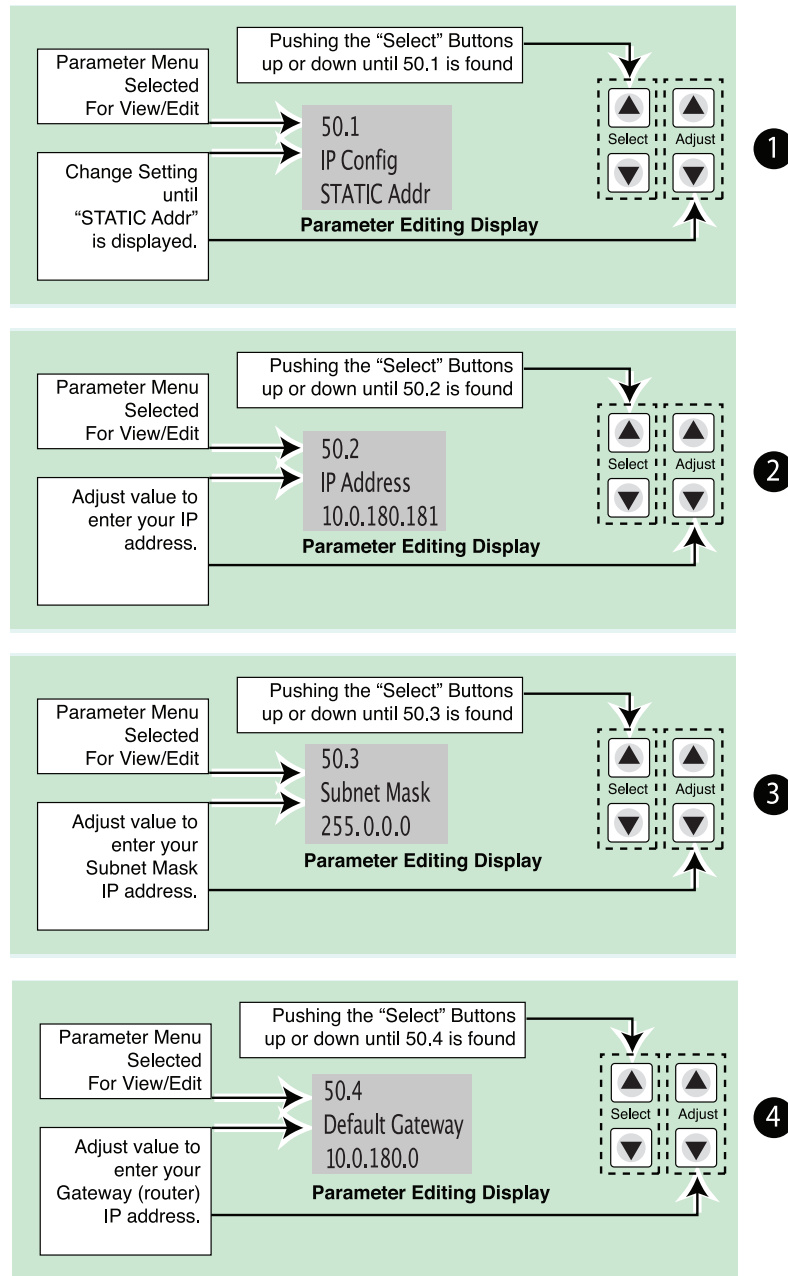 Pushing the “Select” Buttons
up or down until 50.1 is found
Parameter Menu
Selected
For View/Edit
50.1
IP Config
STATIC Addr
Parameter Editing Display
Change Setting
until
“STATIC Addr”
is displayed.
Select
Adjust
1
Pushing the “Select” Buttons
up or down until 50.2 is found
Parameter Menu
Selected
For View/Edit
50.2
IP Address
10.0.180.181
Parameter Editing Display
Adjust value to
enter your IP
address.
Select
Adjust
2
Pushing the “Select” Buttons
up or down until 50.3 is found
Parameter Menu
Selected
For View/Edit
50.3
Subnet Mask
255.0.0.0
Parameter Editing Display
Adjust value to
enter your
Subnet Mask
IP address.
Select
Adjust
3
Pushing the “Select” Buttons
up or down until 50.4 is found
Parameter Menu
Selected
For View/Edit
50.4
Default Gateway
10.0.180.0
Parameter Editing Display
Adjust value to
enter your
Gateway (router)
IP address.
Select
Adjust
4